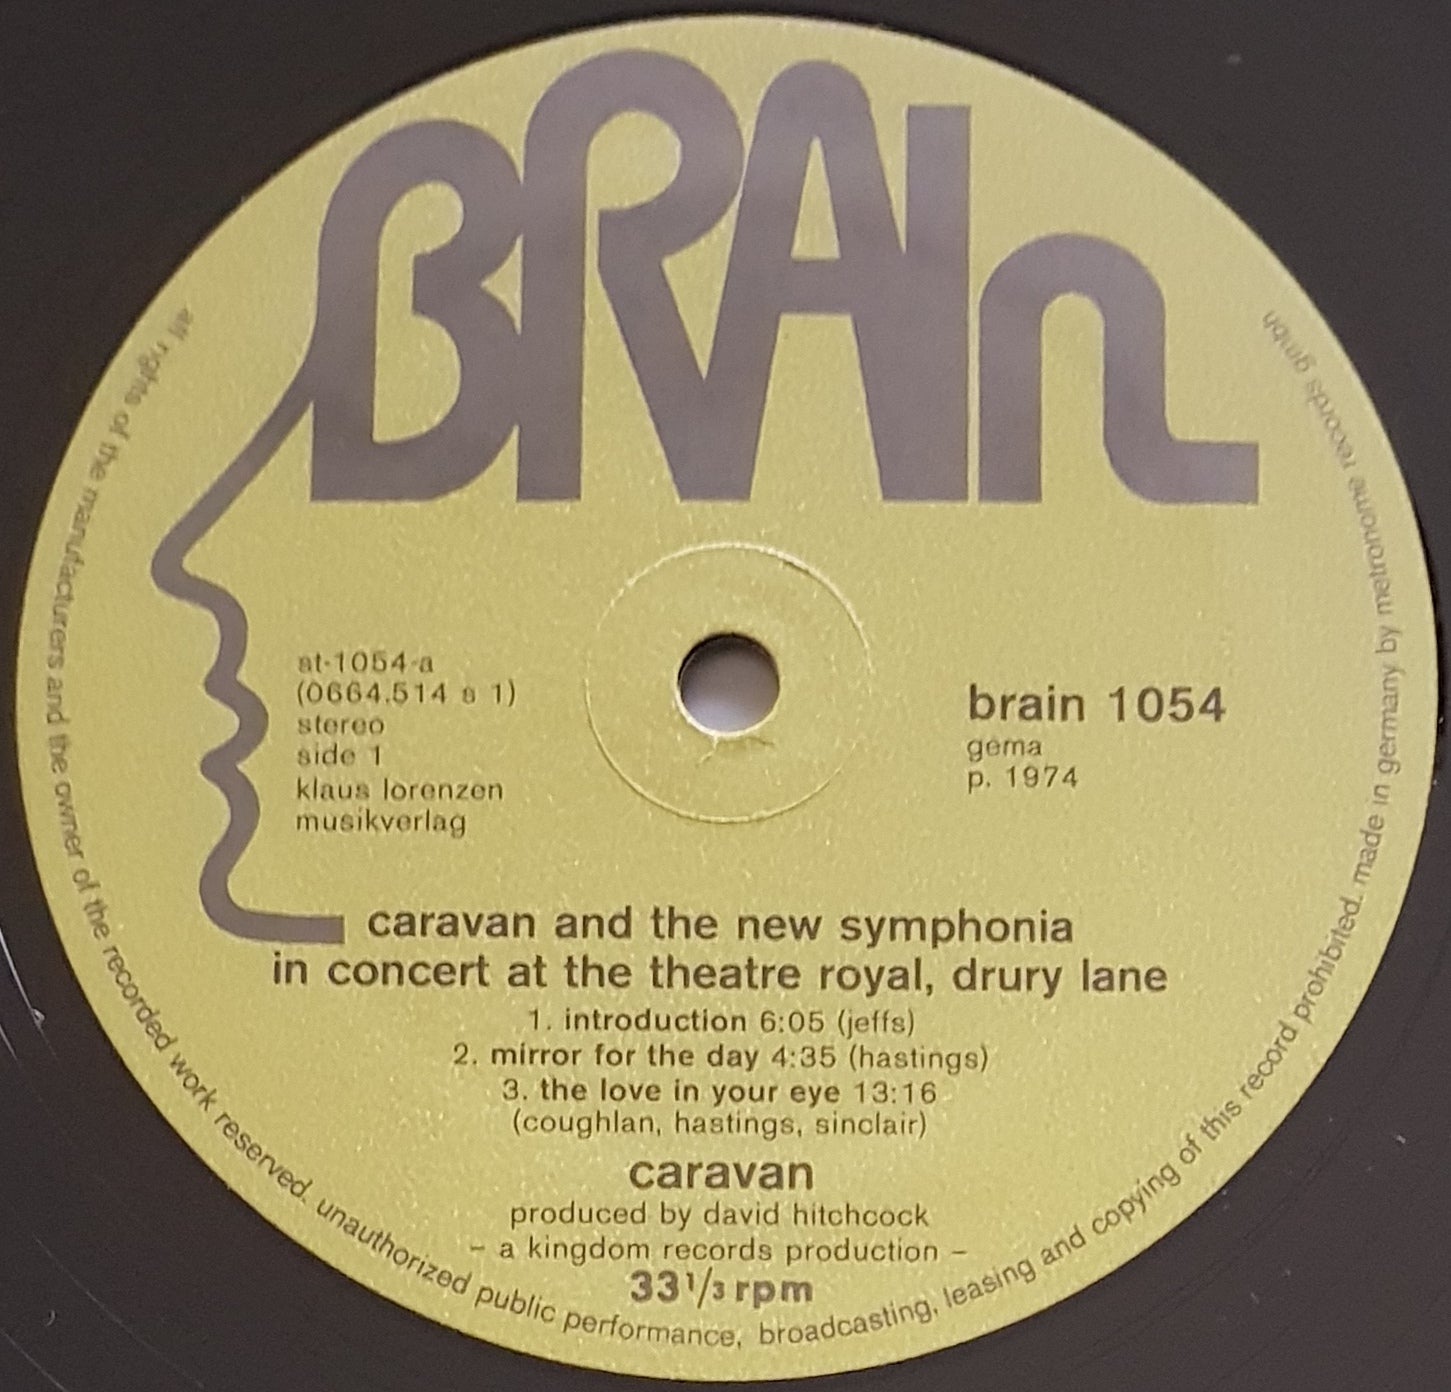 BRAIn
st-1054-a
(0664.514 s 1)
stereo
side 1
klaus lorenzen
musikverlag
brain 1054
gema
p. 1974
caravan and the new symphonia
in concert at the theatre royal, drury lane
1. introduction 6:05 (jeffs)
2. mirror for the day 4:35 (hastings)
3. the love in your eye 13:16
(coughlan, hastings, sinclair)
caravan
produced by david hitchcock
– a kingdom records production –
33 1/3 rpm
all rights of the manufacturers and the owner of the recorded work reserved. unauthorized public performance, broadcasting, leasing and copying of this record prohibited. made in germany by metronome records gmbh